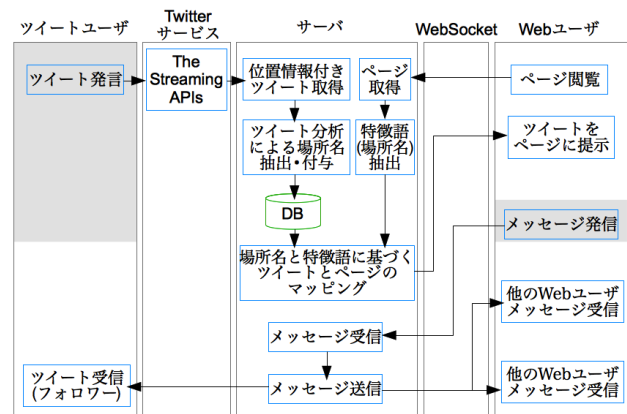 ツイートユーザ
Twitter
サービス
サーバ
WebSocket
Webユーザ
ツイート発言
The
Streaming
APIs
位置情報付き
ツイート取得
ページ
取得
ページ閲覧
ツイート分析
による場所名
抽出・付与
特徴語
(場所名)
抽出
ツイートを
ページに提示
DB
メッセージ発信
場所名と特徴語に基づく
ツイートとページの
マッピング
他のWebユーザ
メッセージ受信
メッセージ受信
ツイート受信
(フォロワー)
メッセージ送信
他のWebユーザ
メッセージ受信